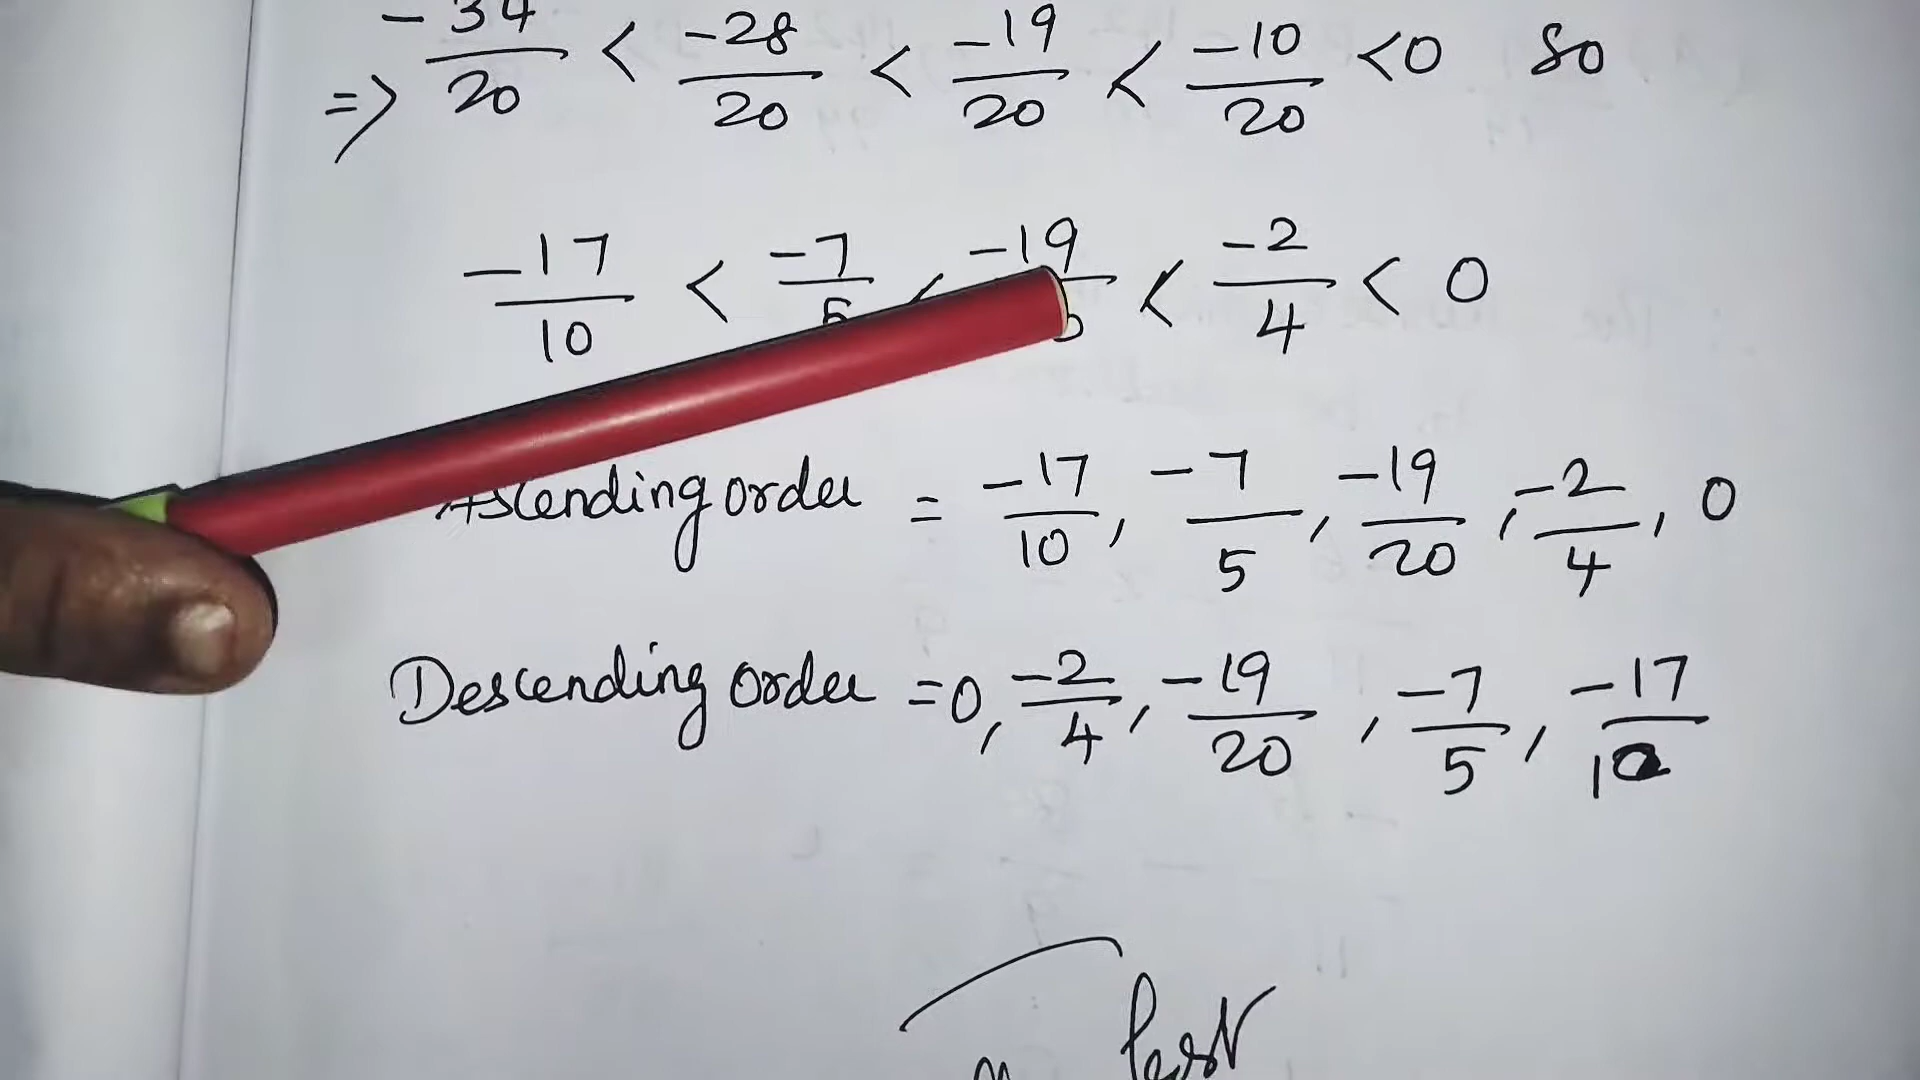 => -34/20 < -28/20 < -19/20 < -10/20 < 0 so
-17/10 < -7/5 < -19/ < -2/4 < 0
Ascending order = -17/10, -7/5, -19/20, -2/4, 0
Descending order = 0, -2/4, -19/20, -7/5, -17/10